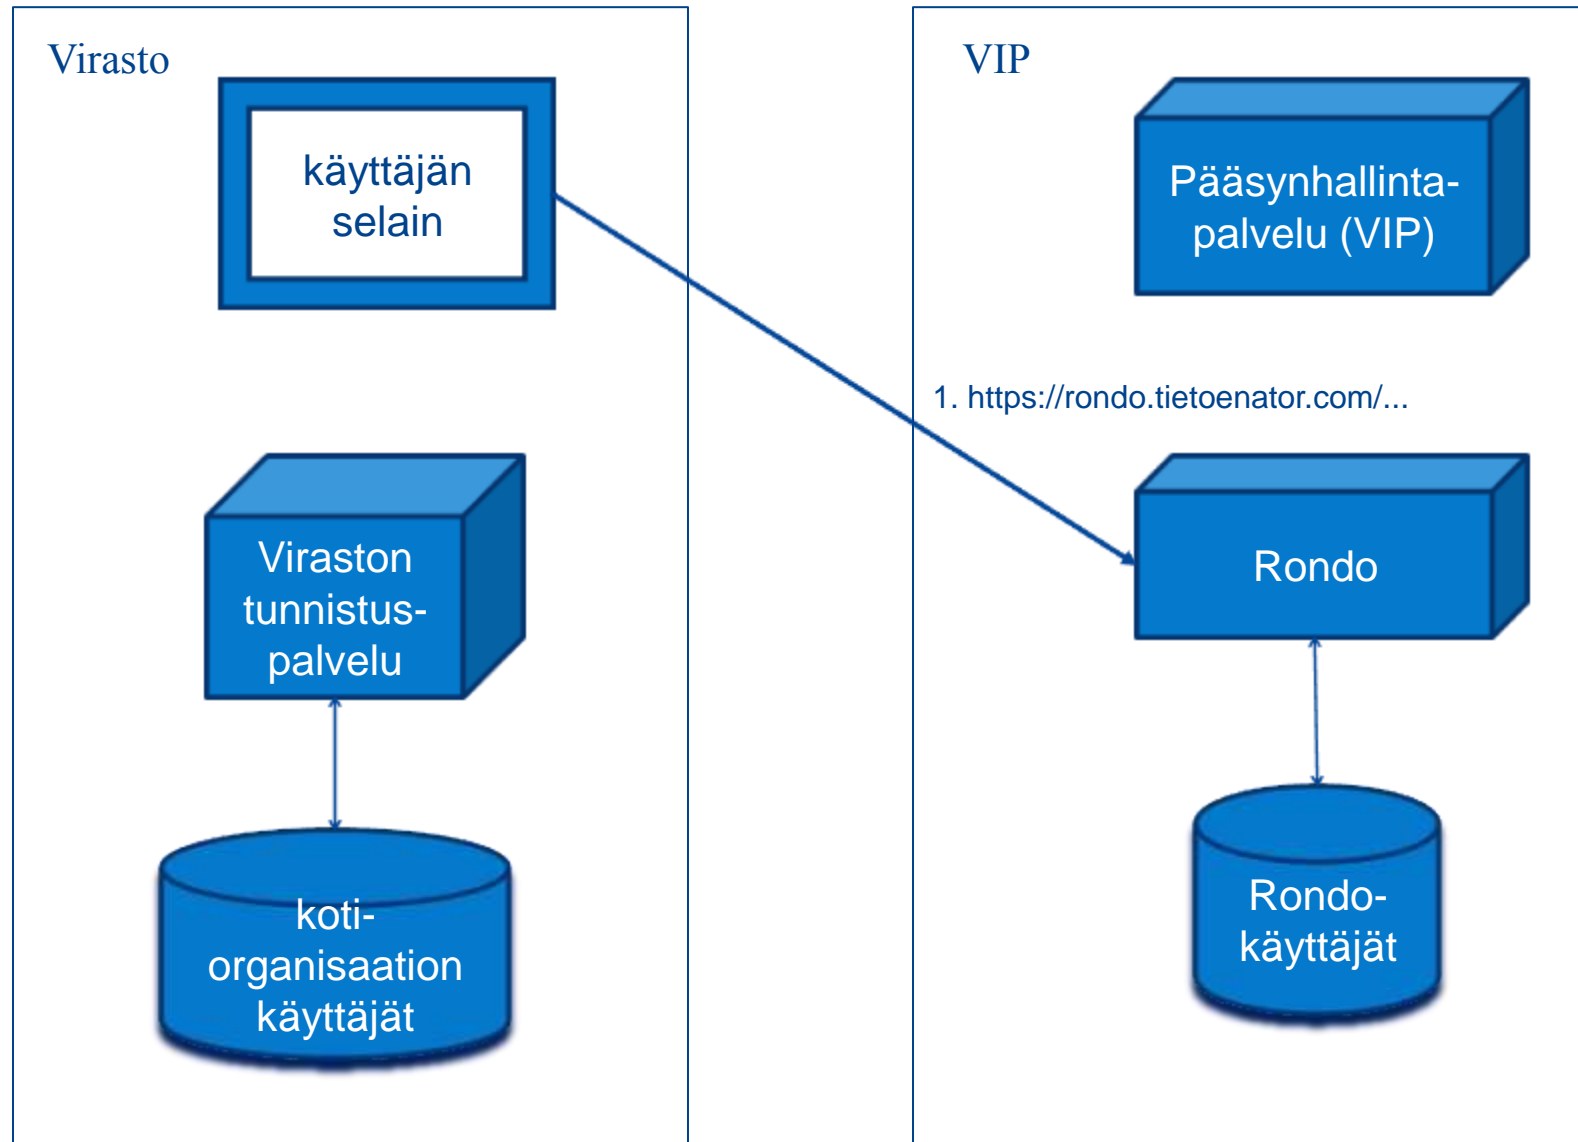 Virasto
käyttäjän
selain
Viraston
tunnistus-
palvelu
koti-
organisaation
käyttäjät
VIP
Pääsynhallinta-
palvelu (VIP)
1. https://rondo.tietoenator.com/...
Rondo
Rondo-
käyttäjät